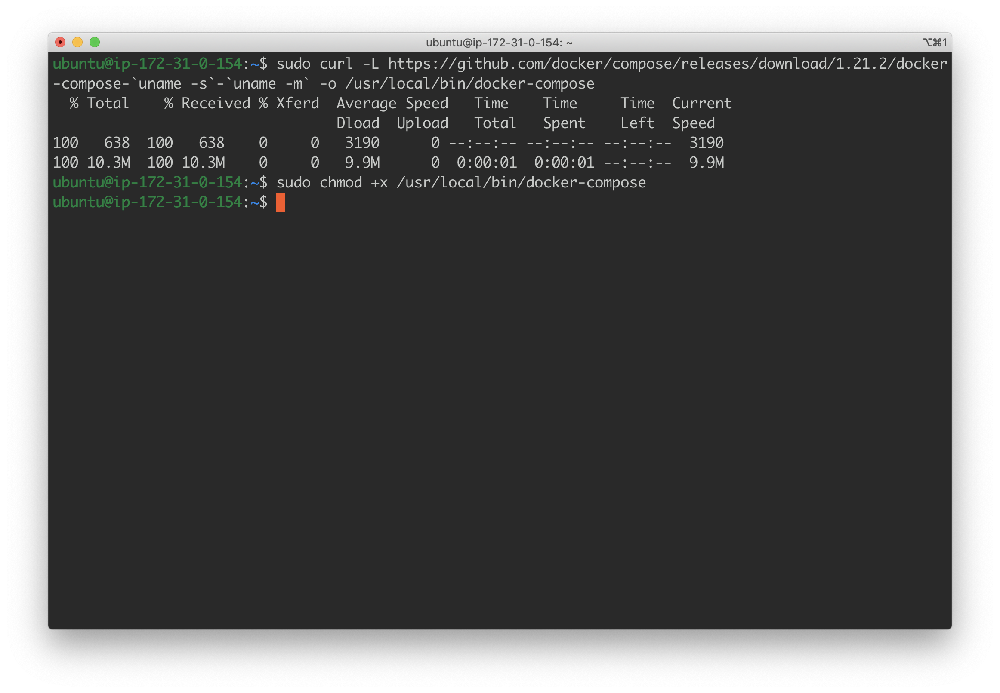 ubuntu@ip-172-31-0-154: ~
⌥⌘1
ubuntu@ip-172-31-0-154:~$ sudo curl -L https://github.com/docker/compose/releases/download/1.21.2/docker
-compose-`uname -s`-`uname -m` -o /usr/local/bin/docker-compose
  % Total    % Received % Xferd  Average Speed   Time    Time     Time  Current
                                 Dload  Upload   Total   Spent    Left  Speed
100   638  100   638    0     0   3190      0 --:--:-- --:--:-- --:--:--  3190
100 10.3M  100 10.3M    0     0   9.9M      0  0:00:01  0:00:01 --:--:--  9.9M
ubuntu@ip-172-31-0-154:~$ sudo chmod +x /usr/local/bin/docker-compose
ubuntu@ip-172-31-0-154:~$